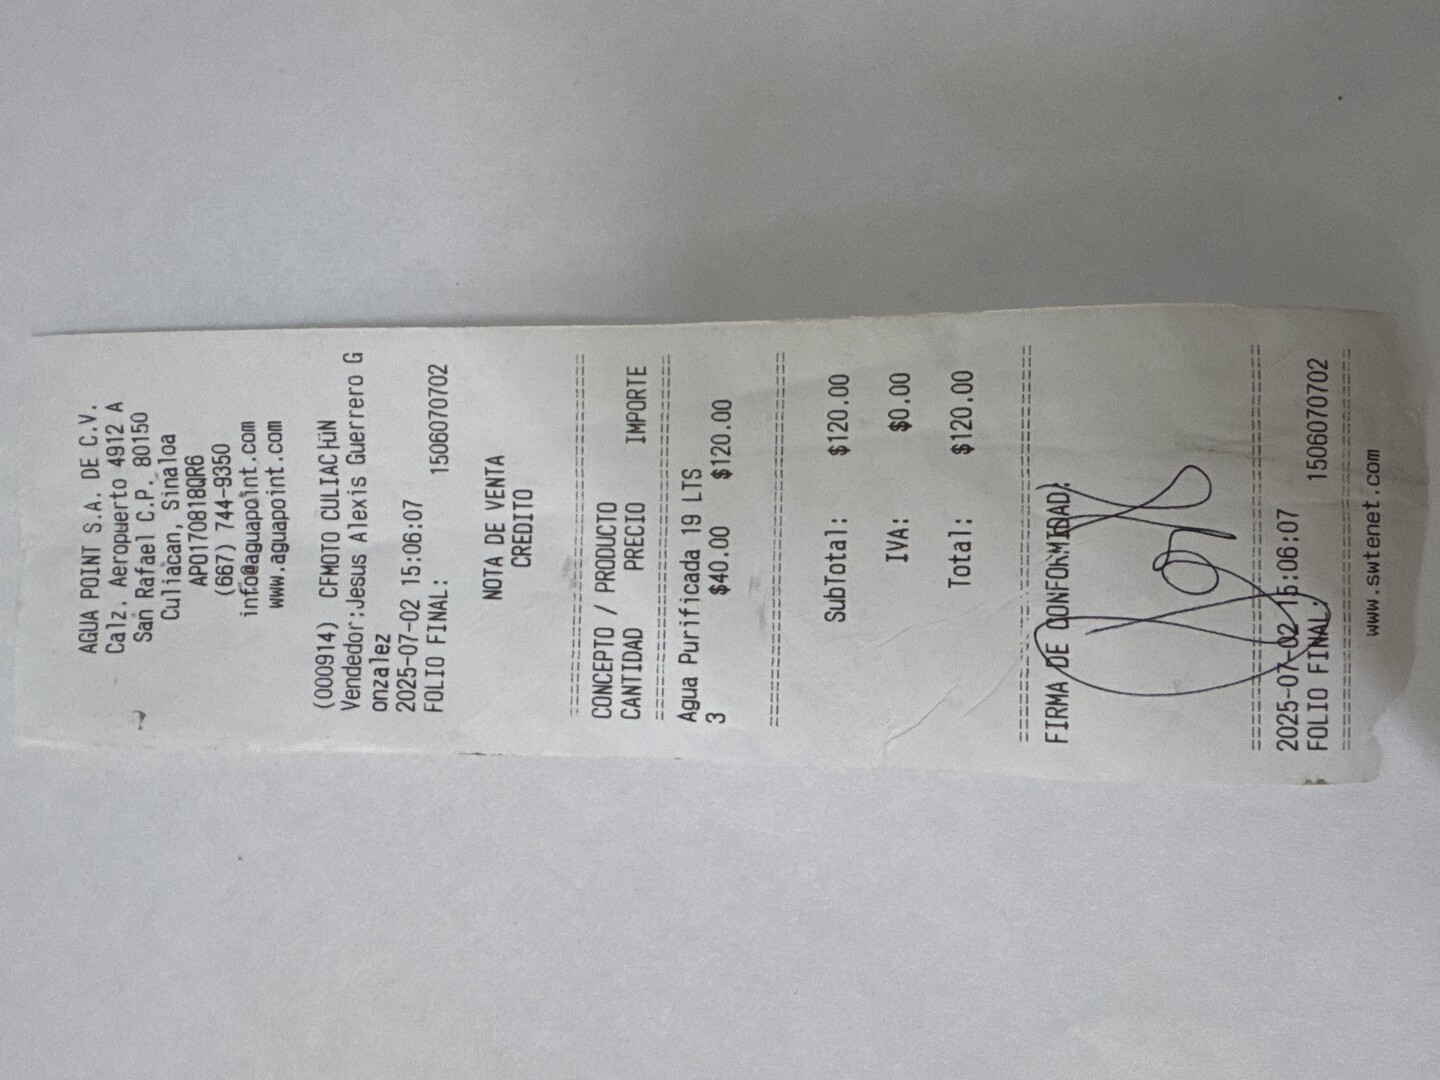 AGUA POINT S.A. DE C.V.
Calz. Aeropuerto 4912 A
San Rafael C.P. 80150
Culiacan, Sinaloa
APO170818QR6
(667) 744-9350
info@aguapoint.com
www.aguapoint.com
(000914) CFMOTO CULIAC├üN
Vendedor:Jesus Alexis Guerrero G
onzalez
2025-07-02 15:06:07
FOLIO FINAL: 1506070702
NOTA DE VENTA
CREDITO
================================
CONCEPTO / PRODUCTO
CANTIDAD PRECIO IMPORTE
================================
Agua Purificada 19 LTS
3 $40.00 $120.00
================================
SubTotal: $120.00
IVA: $0.00
Total: $120.00
================================
FIRMA DE CONFORMIDAD:
================================
2025-07-02 15:06:07
FOLIO FINAL: 1506070702
================================
www.swtenet.com